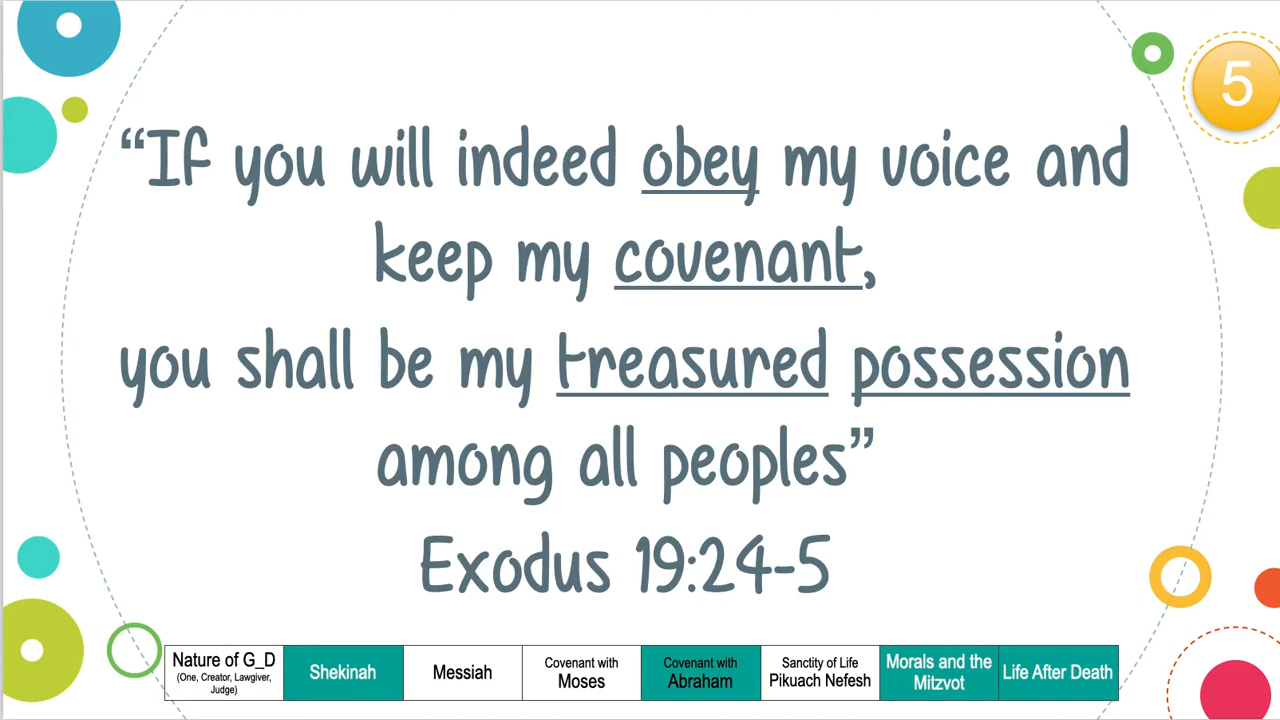 5
“If you will indeed obey my voice and
keep my covenant,
you shall be my treasured possession
among all peoples”
Exodus 19:24-5
Nature of G_D
(One, Creator, Lawgiver,
Judge)
Shekinah
Messiah
Covenant with
Moses
Covenant with
Abraham
Sanctity of Life
Pikuach Nefesh
Morals and the
Mitzvot
Life After Death